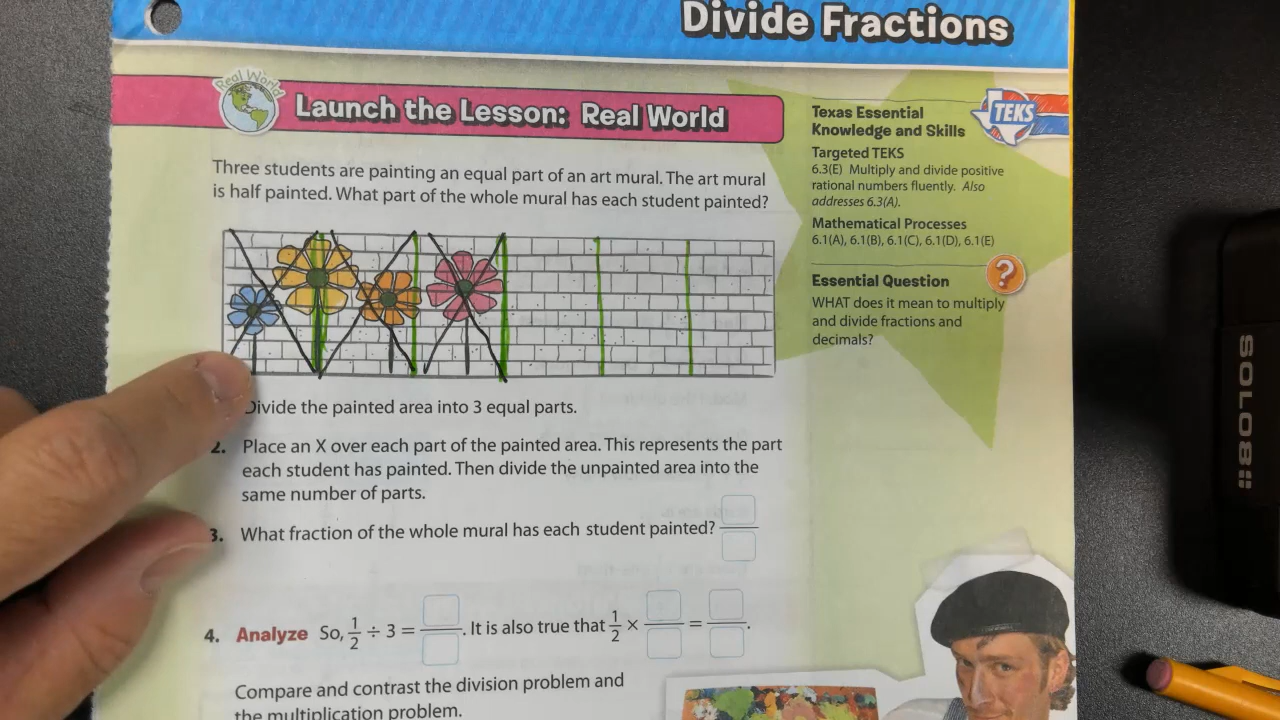 Divide Fractions
Real World
Launch the Lesson: Real World
Three students are painting an equal part of an art mural. The art mural
is half painted. What part of the whole mural has each student painted?
Divide the painted area into 3 equal parts.
2. Place an X over each part of the painted area. This represents the part
each student has painted. Then divide the unpainted area into the
same number of parts.
3. What fraction of the whole mural has each student painted?
4. Analyze So, 1/2 ÷ 3 = . It is also true that 1/2 × = .
Compare and contrast the division problem and
the multiplication problem.
Texas Essential
Knowledge and Skills
TEKS
Targeted TEKS
6.3(E) Multiply and divide positive
rational numbers fluently. Also
addresses 6.3(A).
Mathematical Processes
6.1(A), 6.1(B), 6.1(C), 6.1(D), 6.1(E)
Essential Question
?
WHAT does it mean to multiply
and divide fractions and
decimals?